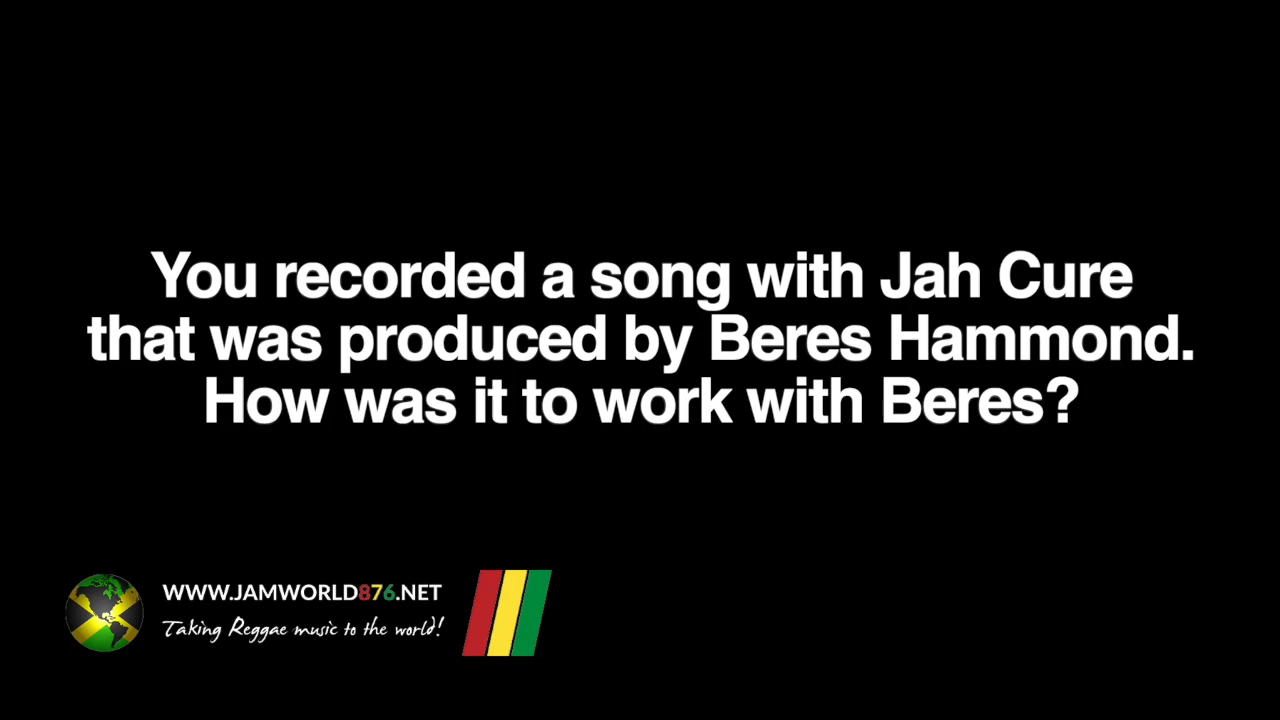 You recorded a song with Jah Cure
that was produced by Beres Hammond.
How was it to work with Beres?
WWW.JAMWORLD876.NET
Taking Reggae music to the world!